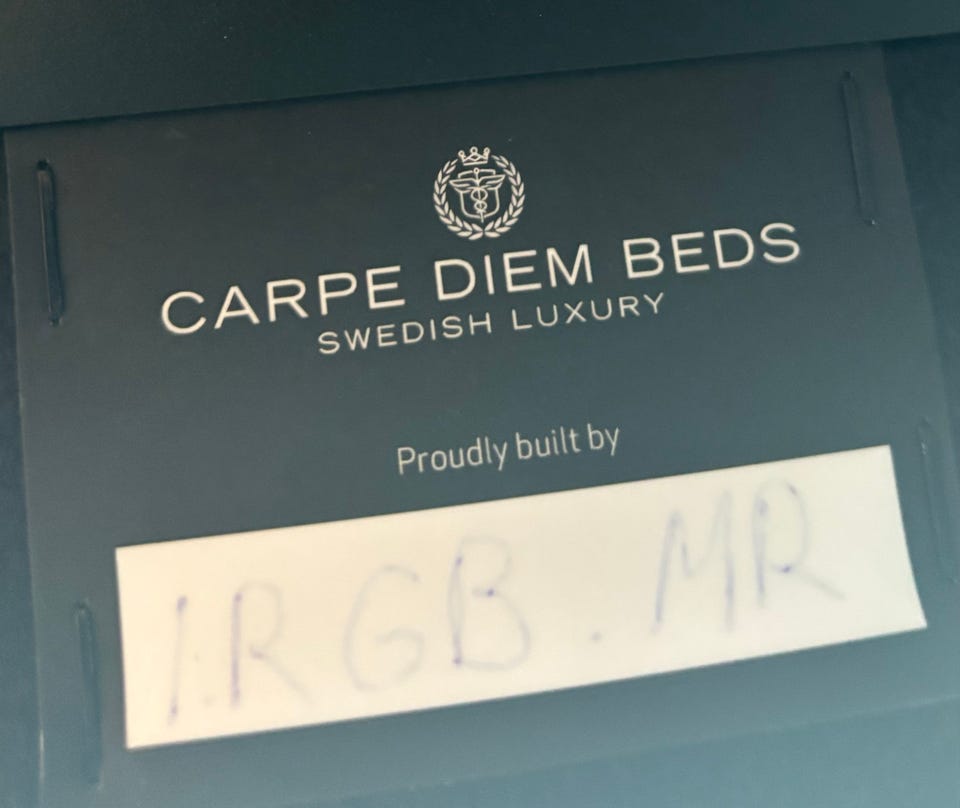 CARPE DIEM BEDS
SWEDISH LUXURY
Proudly built by
I.RGB.MR